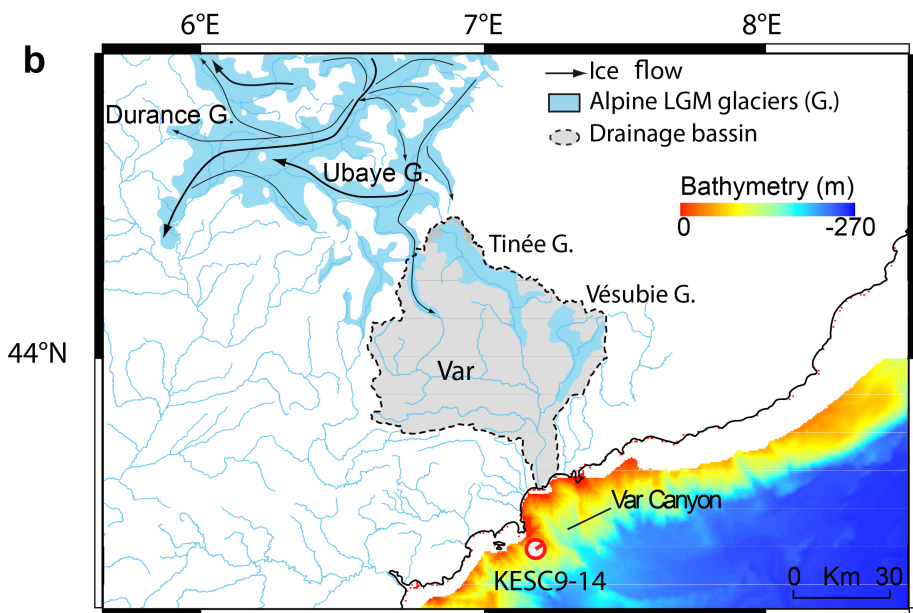 6°E 7°E 8°E
b
Ice flow
Alpine LGM glaciers (G.)
Drainage bassin
Durance G.
Ubaye G.
Bathymetry (m)
0 -270
Tinée G.
Vésubie G.
44°N
Var
Var Canyon
KESC9-14
0 Km 30